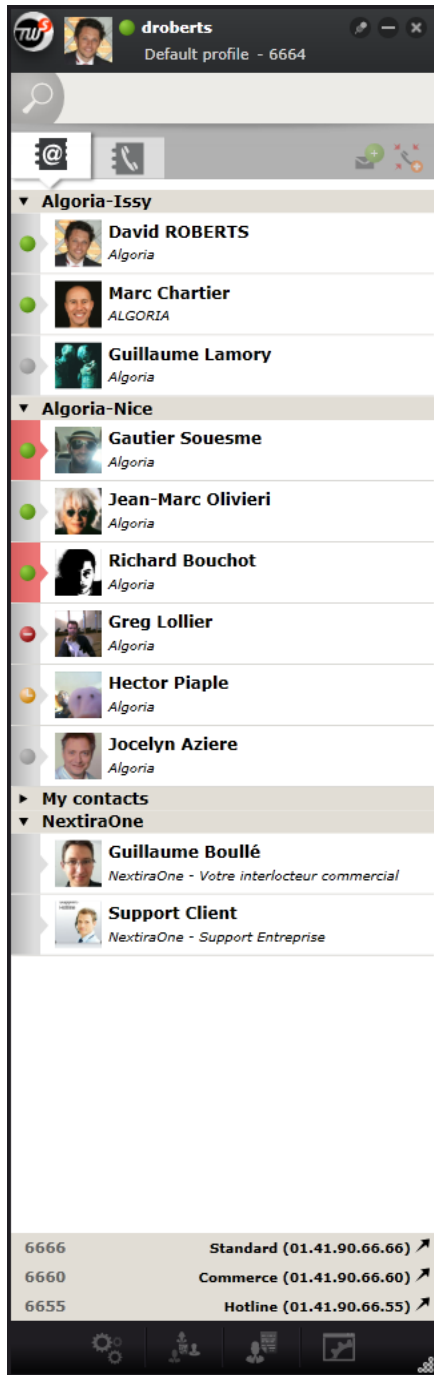 TWS
droberts
Default profile - 6664
@
Algoria-Issy
David ROBERTS
Algoria
Marc Chartier
ALGORIA
Guillaume Lamory
Algoria
Algoria-Nice
Gautier Souesme
Algoria
Jean-Marc Olivieri
Algoria
Richard Bouchot
Algoria
Greg Lollier
Algoria
Hector Piaple
Algoria
Jocelyn Aziere
Algoria
My contacts
NextiraOne
Guillaume Boullé
NextiraOne - Votre interlocteur commercial
Support Client
NextiraOne - Support Entreprise
6666 Standard (01.41.90.66.66)
6660 Commerce (01.41.90.66.60)
6655 Hotline (01.41.90.66.55)